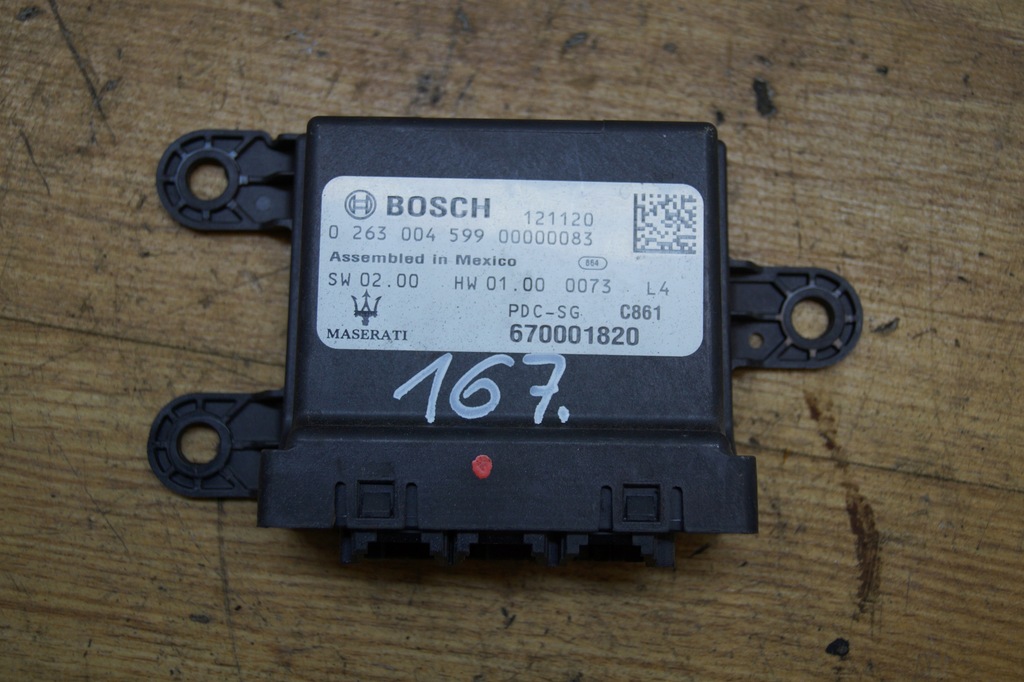 BOSCH 121120
0 263 004 599 00000083
Assembled in Mexico 864
SW 02.00 HW 01.00 0073 L4
PDC-SG C861
MASERATI 670001820
167.